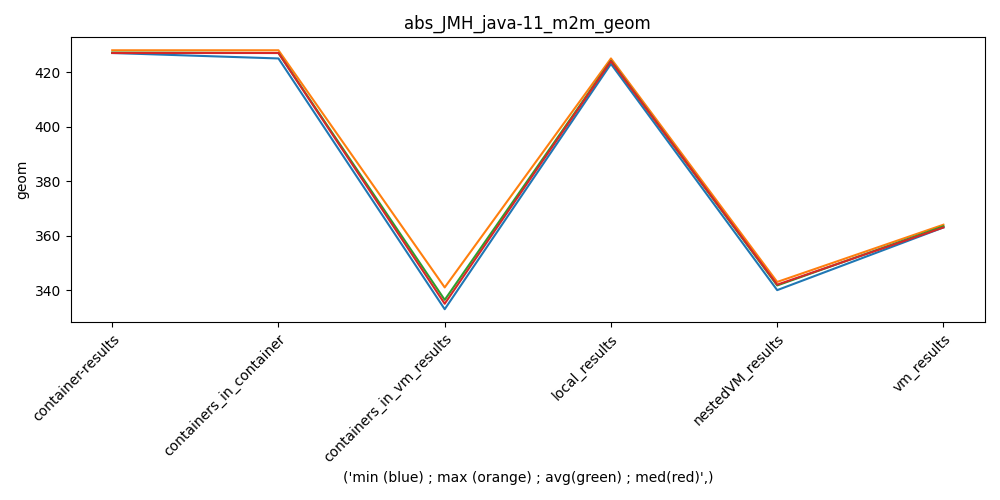 abs_JMH_java-11_m2m_geom
geom
420
400
380
360
340
container-results
containers_in_container
containers_in_vm_results
local_results
nestedVM_results
vm_results
('min (blue) ; max (orange) ; avg(green) ; med(red)',)